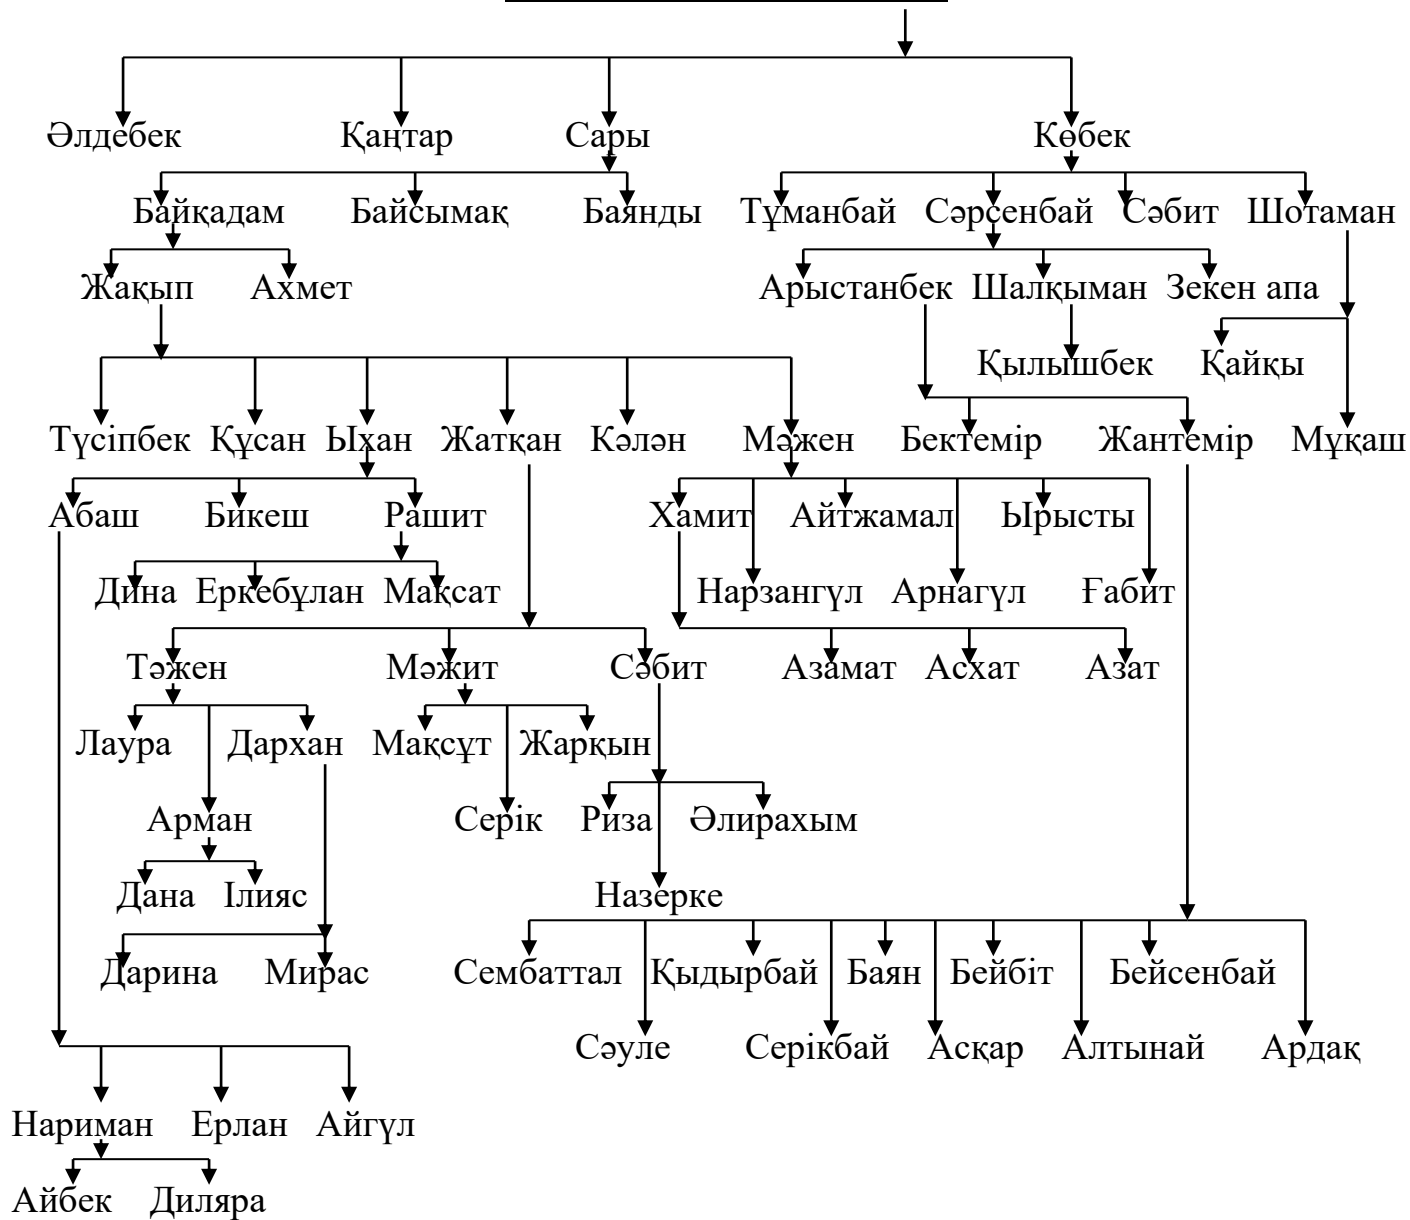 Әлдебек Қаңтар Сары Көбек
Байқадам Байсымақ Баянды Тұманбай Сәрсенбай Сәбит Шотаман
Жақып Ахмет Арыстанбек Шалқыман Зекен апа
Қылышбек Қайқы
Түсіпбек Құсан Ыхан Жатқан Кәлән Мәжен Бектемір Жантемір Мұқаш
Абаш Бикеш Рашит Хамит Айтжамал Ырысты
Дина Еркебұлан Мақсат Нарзангүл Арнагүл Ғабит
Тәжен Мәжит Сәбит Азамат Асхат Азат
Лаура Дархан Мақсұт Жарқын
Арман Серік Риза Әлирахым
Дана Ілияс Назерке
Дарина Мирас Сембаттал Қыдырбай Баян Бейбіт Бейсенбай
Сәуле Серікбай Асқар Алтынай Ардақ
Нариман Ерлан Айгүл
Айбек Диляра